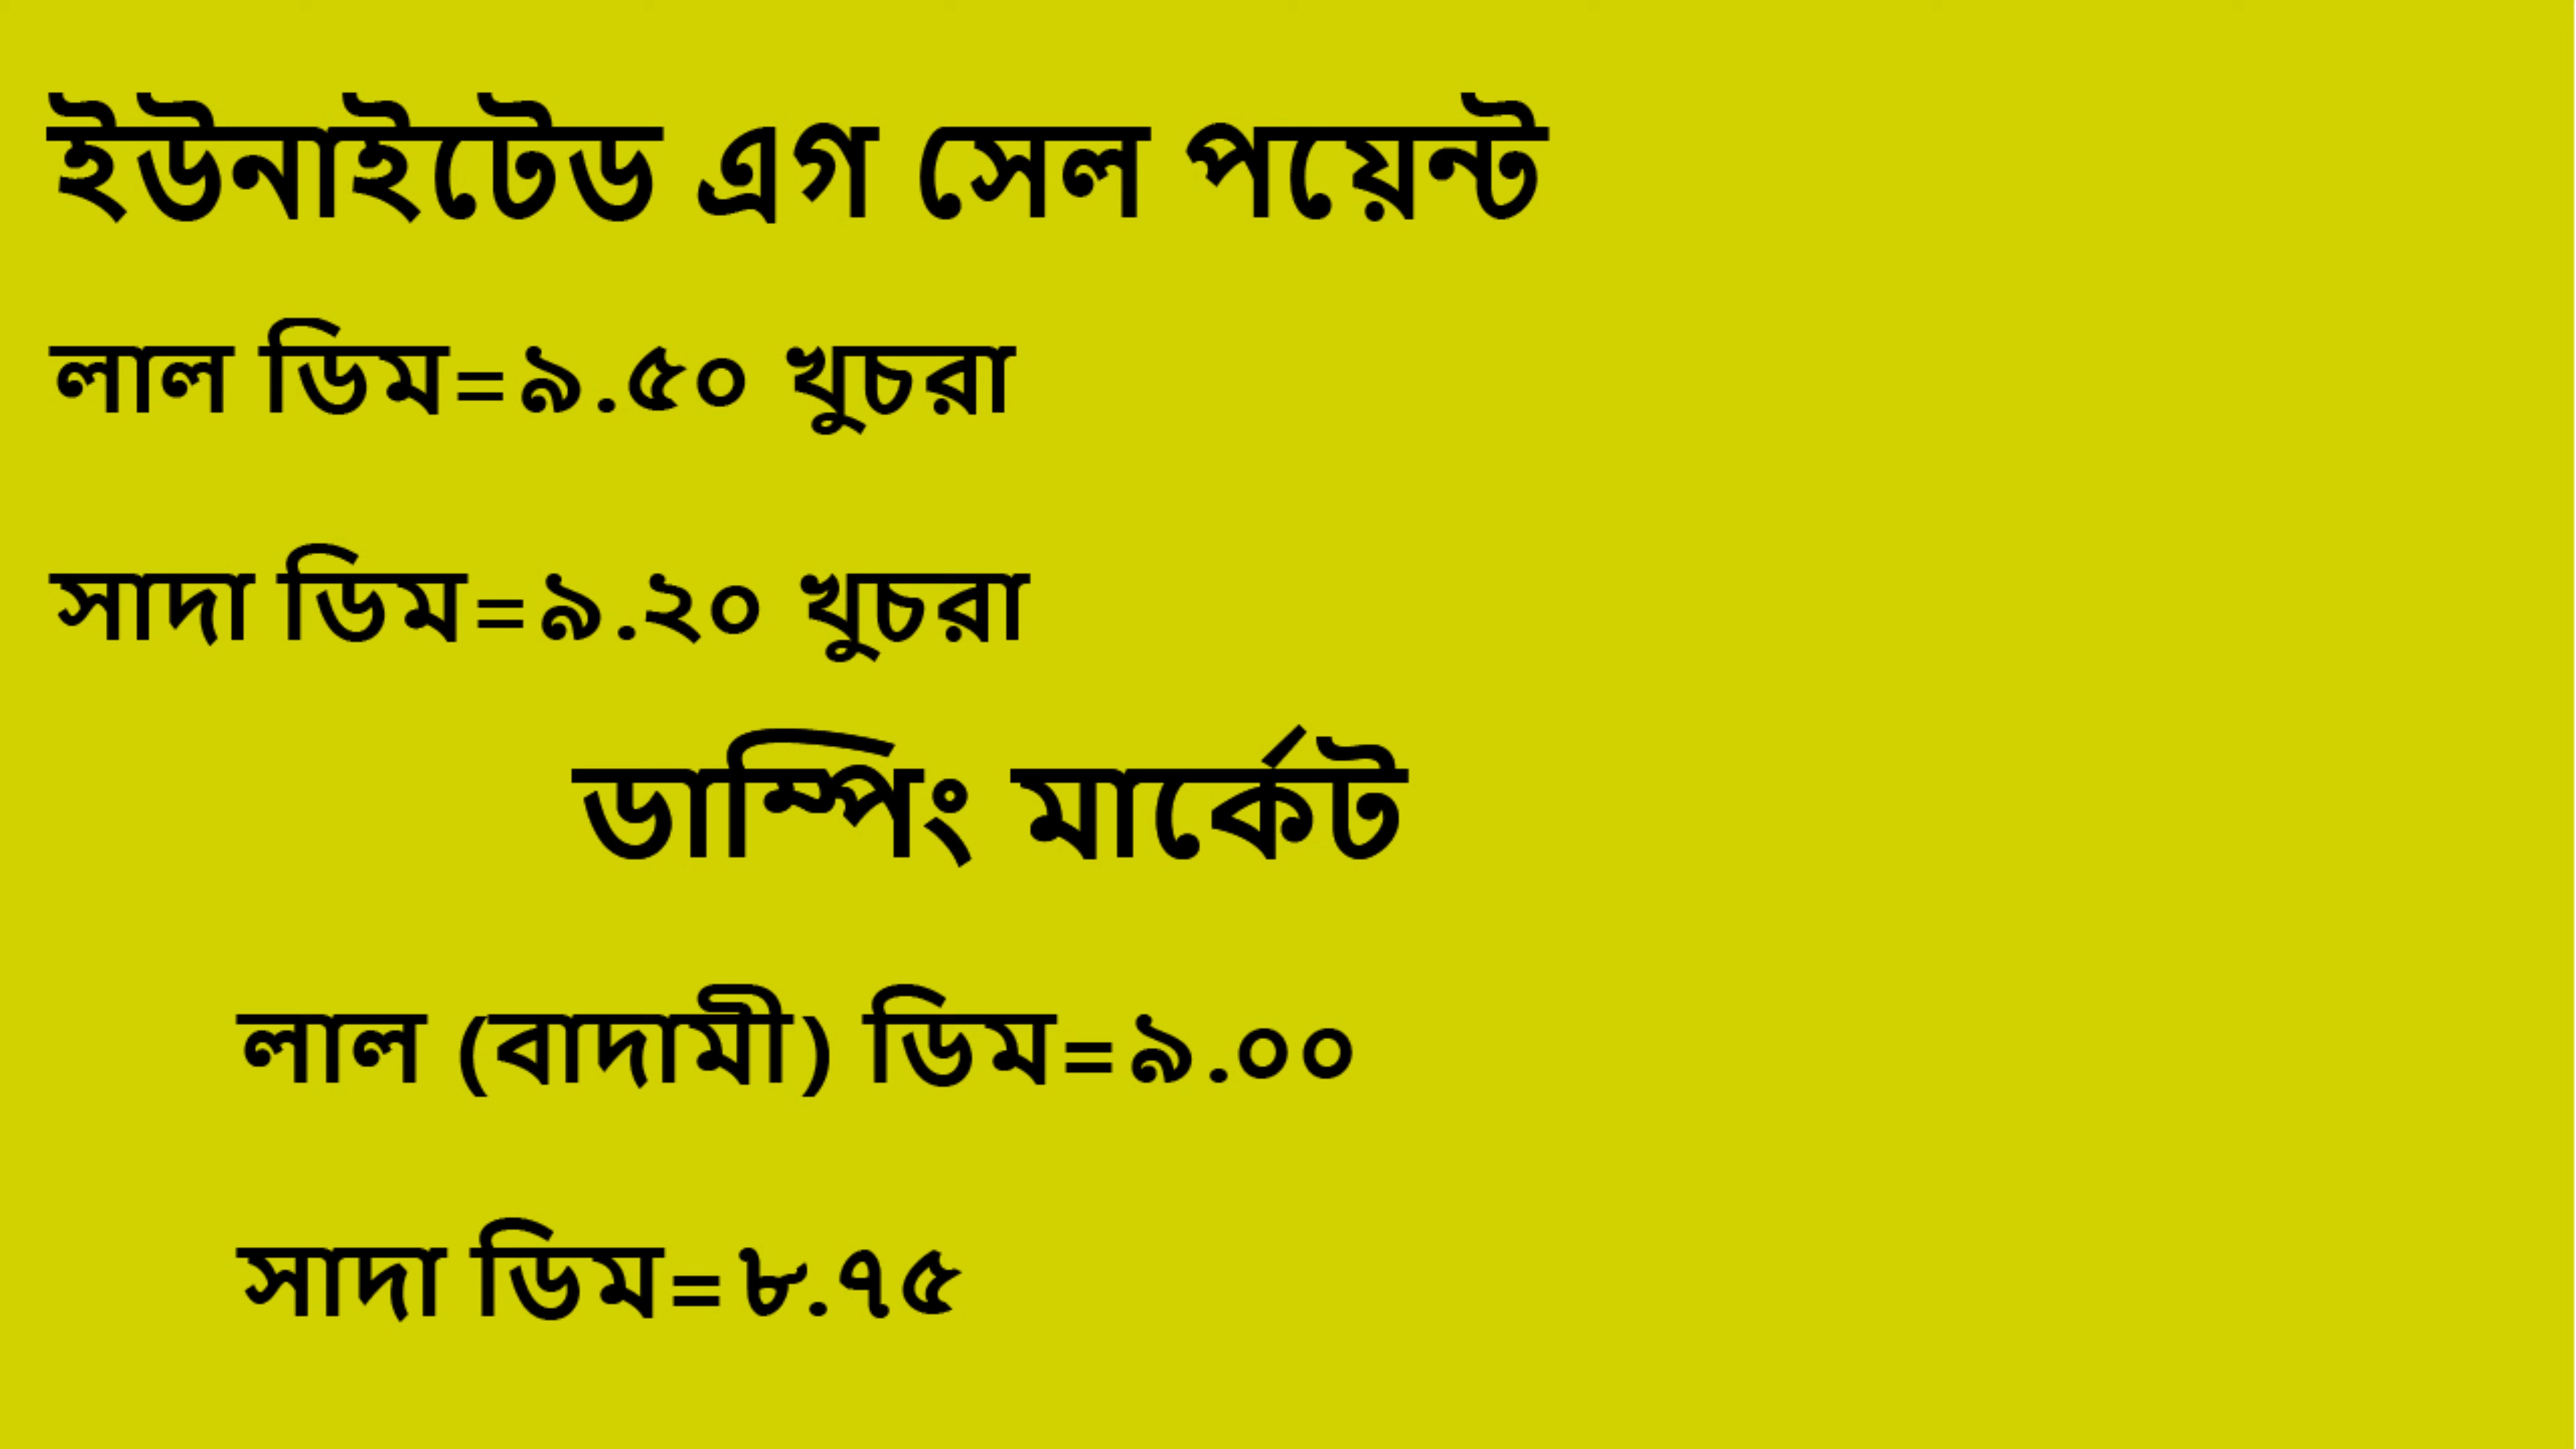 ইউনাইটেড এগ সেল পয়েন্ট
লাল ডিম=৯.৫০ খুচরা
সাদা ডিম=৯.২০ খুচরা
ডাম্পিং মার্কেট
লাল (বাদামী) ডিম=৯.০০
সাদা ডিম=৮.৭৫